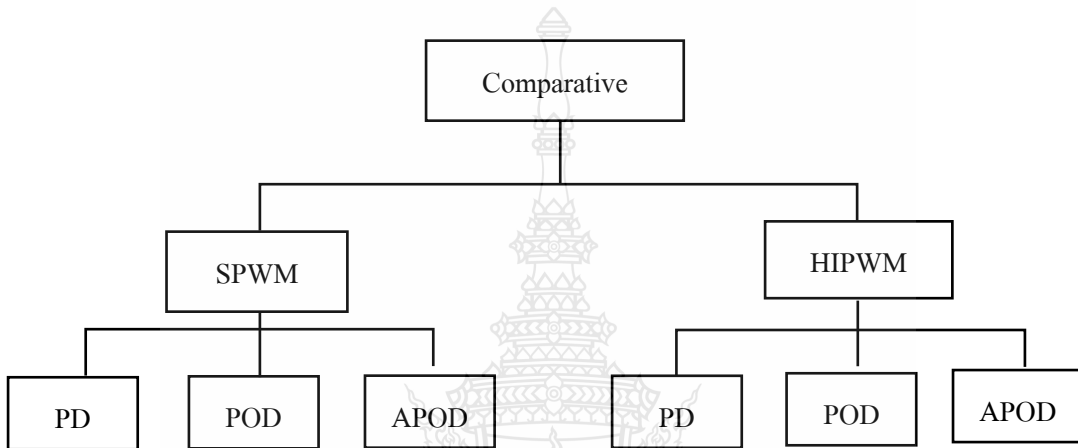 Comparative
SPWM
HIPWM
PD
POD
APOD
PD
POD
APOD